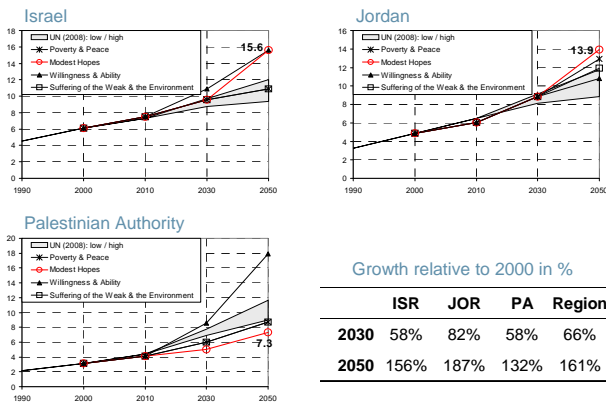 Israel
UN (2008): low / high
Poverty & Peace
Modest Hopes
Willingness & Ability
Suffering of the Weak & the Environment
15.6
18
16
14
12
10
8
6
4
2
0
1990 2000 2010 2030 2050
Jordan
UN (2008): low / high
Poverty & Peace
Modest Hopes
Willingness & Ability
Suffering of the Weak & the Environment
13.9
16
14
12
10
8
6
4
2
0
1990 2000 2010 2030 2050
Palestinian Authority
UN (2008): low / high
Poverty & Peace
Modest Hopes
Willingness & Ability
Suffering of the Weak & the Environment
7.3
20
18
16
14
12
10
8
6
4
2
0
1990 2000 2010 2030 2050
Growth relative to 2000 in %
ISR JOR PA Region
2030 58% 82% 58% 66%
2050 156% 187% 132% 161%